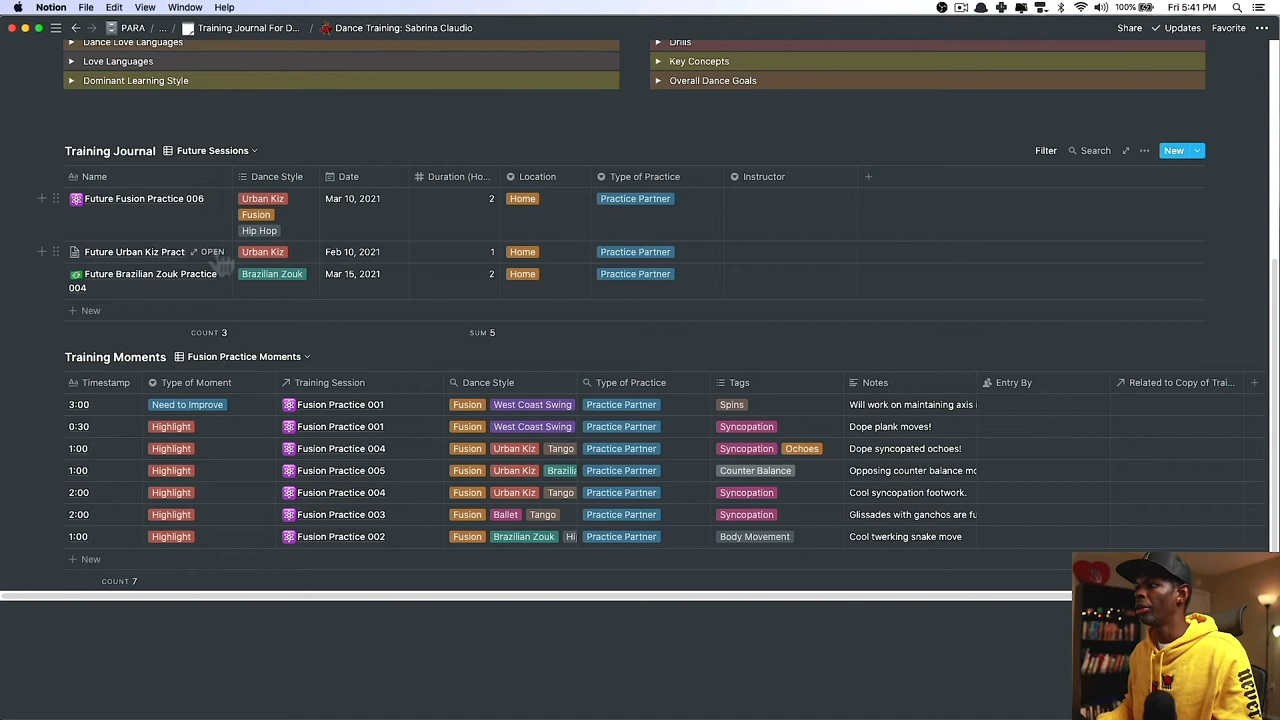 Notion File Edit View Window Help 100% Fri 5:41 PM
PARA / ... / Training Journal For D... / Dance Training: Sabrina Claudio Share Updates Favorite
Dance Love Languages
Love Languages
Dominant Learning Style
Drills
Key Concepts
Overall Dance Goals
Training Journal Future Sessions Filter Search New
Aa Name Dance Style Date # Duration (Ho... Location Type of Practice Instructor
Future Fusion Practice 006 Urban Kiz Mar 10, 2021 2 Home Practice Partner
Fusion
Hip Hop
Future Urban Kiz Pract OPEN Urban Kiz Feb 10, 2021 1 Home Practice Partner
Future Brazilian Zouk Practice Brazilian Zouk Mar 15, 2021 2 Home Practice Partner
004
+ New
COUNT 3 SUM 5
Training Moments Fusion Practice Moments
Aa Timestamp Type of Moment Training Session Dance Style Type of Practice Tags Notes Entry By Related to Copy of Trai...
3:00 Need to Improve Fusion Practice 001 Fusion West Coast Swing Practice Partner Spins Will work on maintaining axis i
0:30 Highlight Fusion Practice 001 Fusion West Coast Swing Practice Partner Syncopation Dope plank moves!
1:00 Highlight Fusion Practice 004 Fusion Urban Kiz Tango Practice Partner Syncopation Ochoes Dope syncopated ochoes!
1:00 Highlight Fusion Practice 005 Fusion Urban Kiz Brazilia Practice Partner Counter Balance Opposing counter balance mo
2:00 Highlight Fusion Practice 004 Fusion Urban Kiz Tango Practice Partner Syncopation Cool syncopation footwork.
2:00 Highlight Fusion Practice 003 Fusion Ballet Tango Practice Partner Syncopation Glissades with ganchos are fu
1:00 Highlight Fusion Practice 002 Fusion Brazilian Zouk Hi Practice Partner Body Movement Cool twerking snake move
+ New
COUNT 7